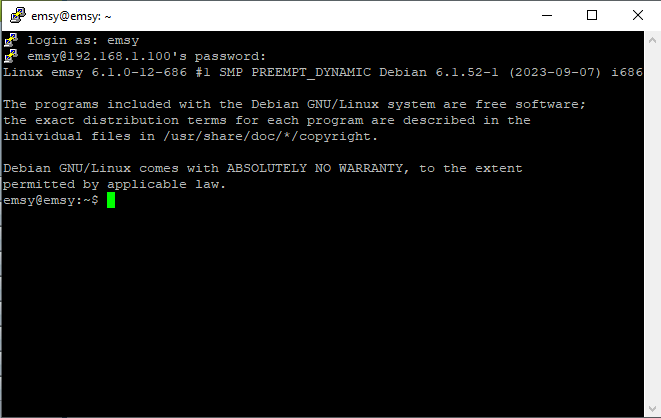 emsy@emsy: ~
login as: emsy
emsy@192.168.1.100's password:
Linux emsy 6.1.0-12-686 #1 SMP PREEMPT_DYNAMIC Debian 6.1.52-1 (2023-09-07) i686

The programs included with the Debian GNU/Linux system are free software;
the exact distribution terms for each program are described in the
individual files in /usr/share/doc/*/copyright.

Debian GNU/Linux comes with ABSOLUTELY NO WARRANTY, to the extent
permitted by applicable law.
emsy@emsy:~$